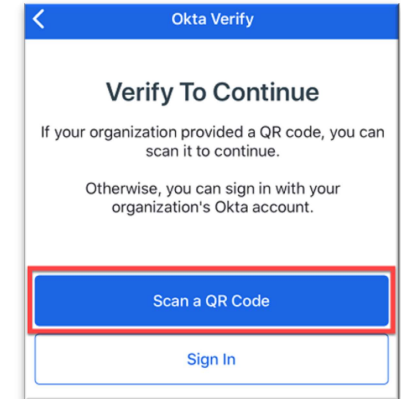 Okta Verify
Verify To Continue
If your organization provided a QR code, you can
scan it to continue.
Otherwise, you can sign in with your
organization's Okta account.
Scan a QR Code
Sign In